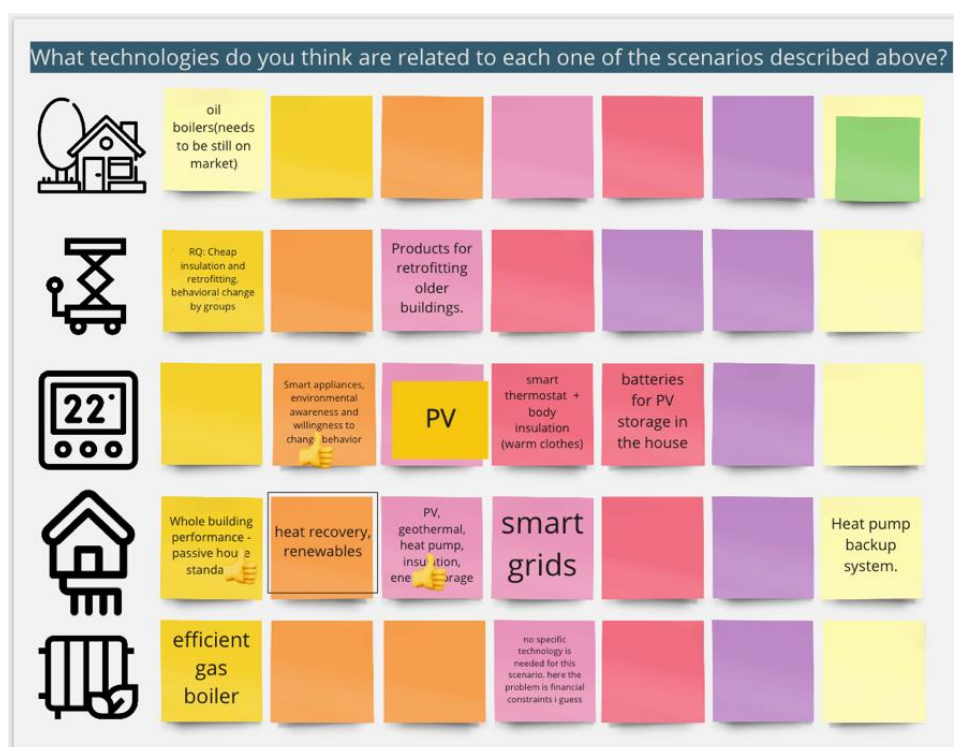 What technologies do you think are related to each one of the scenarios described above?
oil
boilers(needs
to be still on
market)
RQ: Cheap
insulation and
retrofitting.
behavioral change
by groups
Products for
retrofitting
older
buildings.
22°
Smart appliances,
environmental
awareness and
willingness to
change behavior
PV
smart
thermostat +
body
insulation
(warm clothes)
batteries
for PV
storage in
the house
Whole building
performance -
passive house
heat recovery,
renewables
PV,
geothermal,
heat pump,
insulation,
smart
grids
Heat pump
backup
system.
efficient
gas
boiler
no specific
technology is
needed for this
scenario. here the
problem is financial
constraints i guess